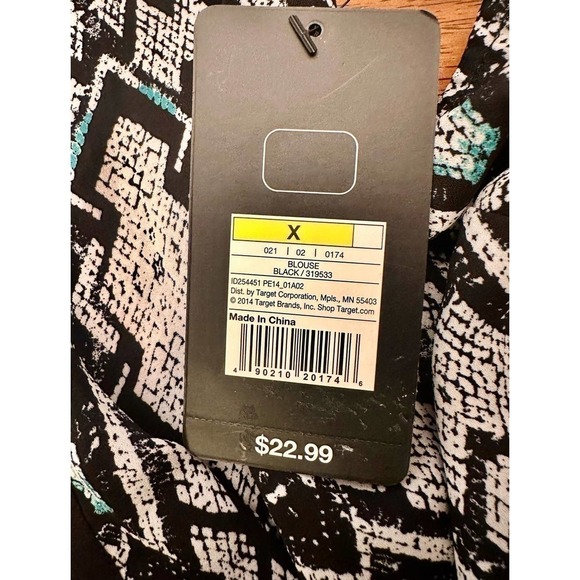 X
021 | 02 | 0174
BLOUSE
BLACK / 319533
ID254451 PE14_01A02
Dist. by Target Corporation, Mpls., MN 55403
© 2014 Target Brands, Inc. Shop Target.com
Made In China
4 90210 20174 6
$22.99